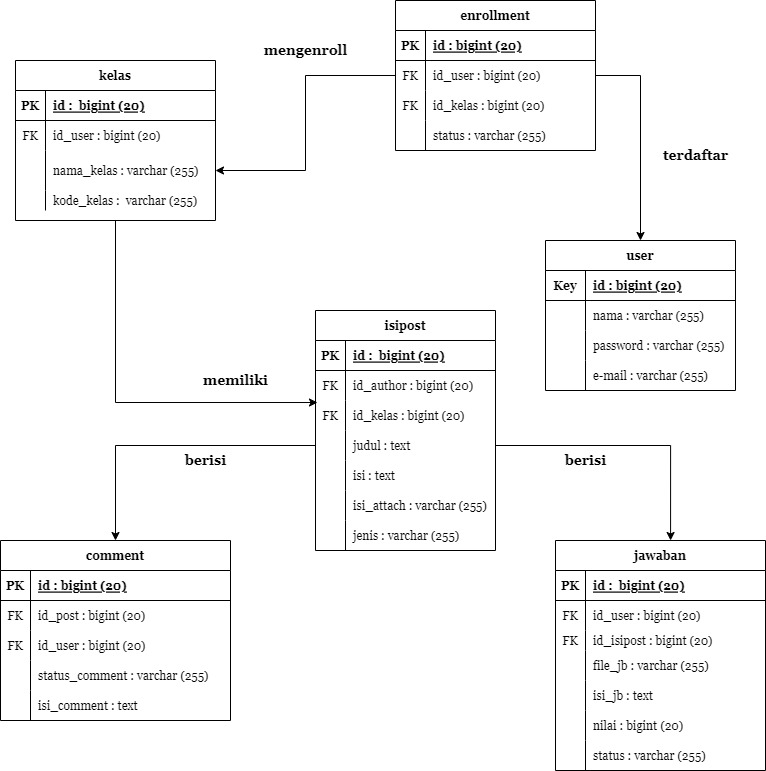 enrollment
PK id : bigint (20)
FK id_user : bigint (20)
FK id_kelas : bigint (20)
status : varchar (255)
mengenroll
kelas
PK id :  bigint (20)
FK id_user : bigint (20)
nama_kelas : varchar (255)
kode_kelas :  varchar (255)
terdaftar
user
Key id : bigint (20)
nama : varchar (255)
password : varchar (255)
e-mail : varchar (255)
isipost
PK id :  bigint (20)
FK id_author : bigint (20)
FK id_kelas : bigint (20)
judul : text
isi : text
isi_attach : varchar (255)
jenis : varchar (255)
memiliki
berisi
berisi
comment
PK id : bigint (20)
FK id_post : bigint (20)
FK id_user : bigint (20)
status_comment : varchar (255)
isi_comment : text
jawaban
PK id :  bigint (20)
FK id_user : bigint (20)
FK id_isipost : bigint (20)
file_jb : varchar (255)
isi_jb : text
nilai : bigint (20)
status : varchar (255)